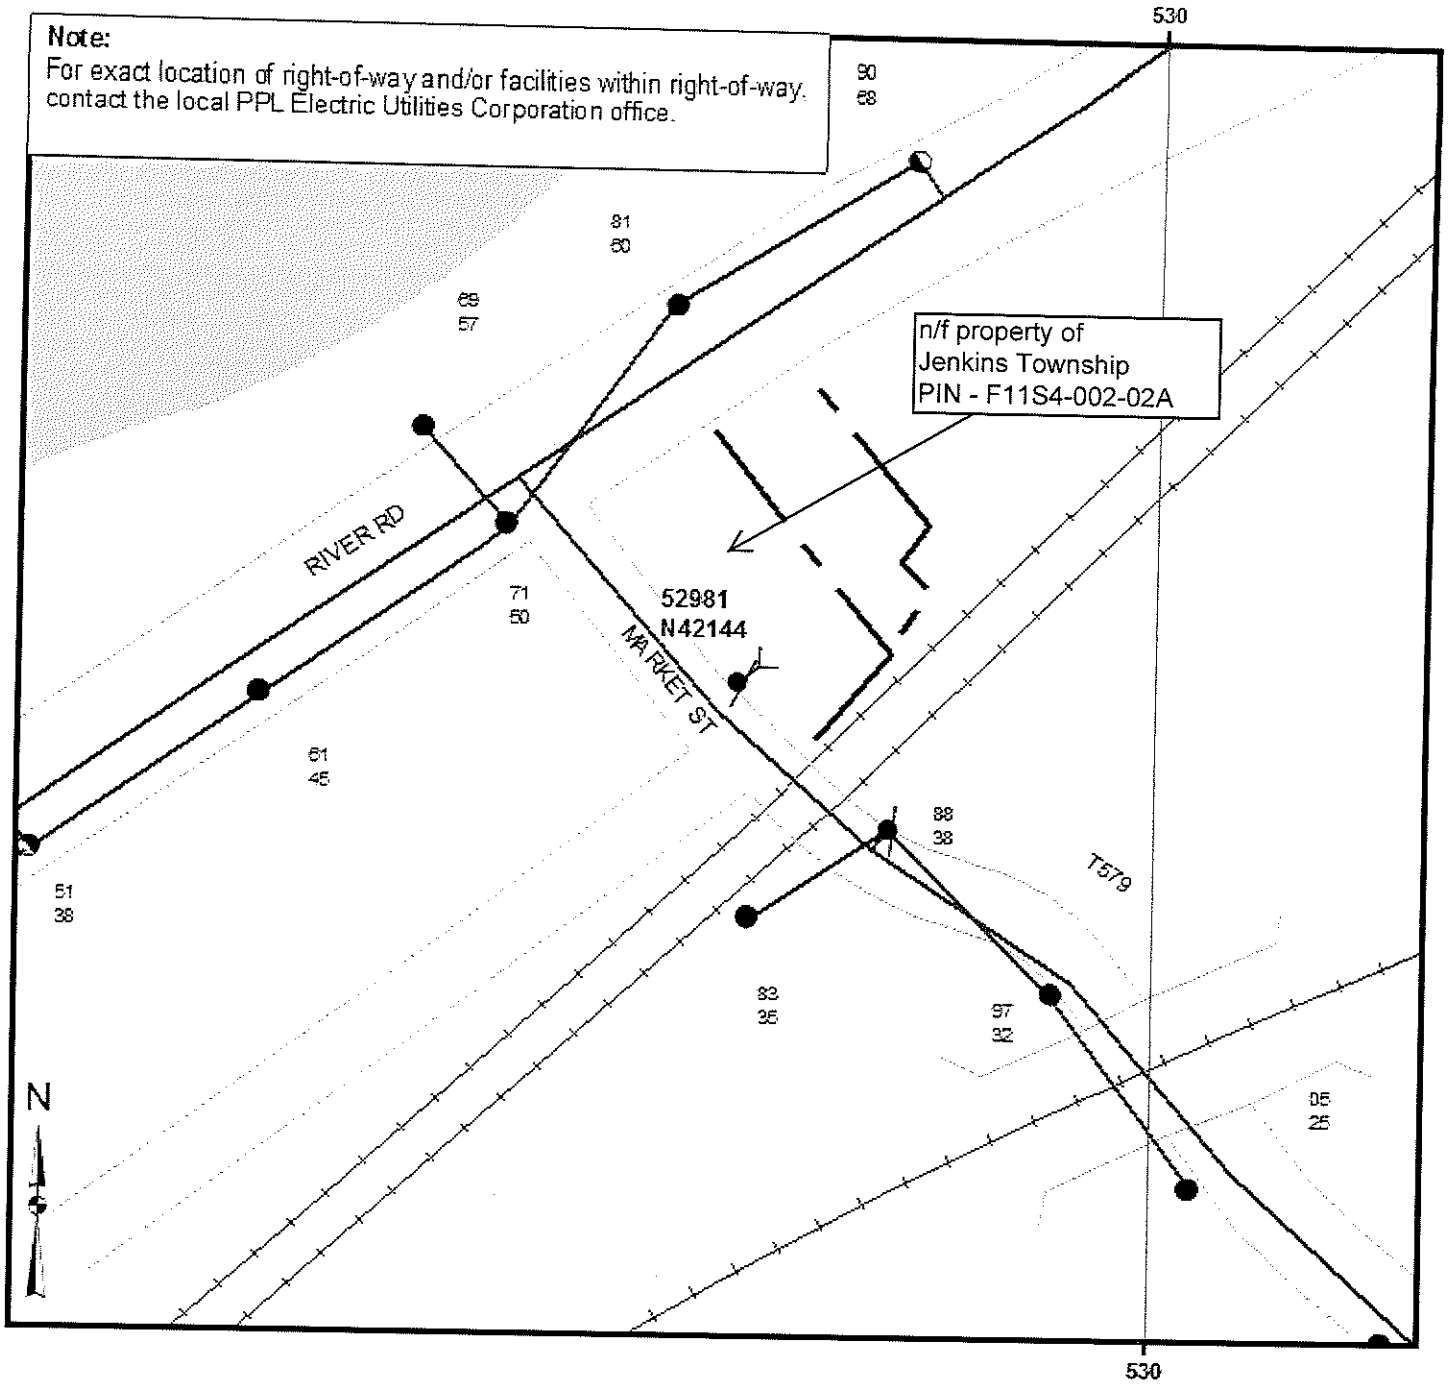 530
Note:
For exact location of right-of-way and/or facilities within right-of-way,
contact the local PPL Electric Utilities Corporation office.
90
68
81
60
69
57
n/f property of
Jenkins Township
PIN - F11S4-002-02A
RIVER RD
71
50
52981
N42144
MARKET ST
61
45
88
38
T579
51
38
83
35
97
32
N
05
25
530